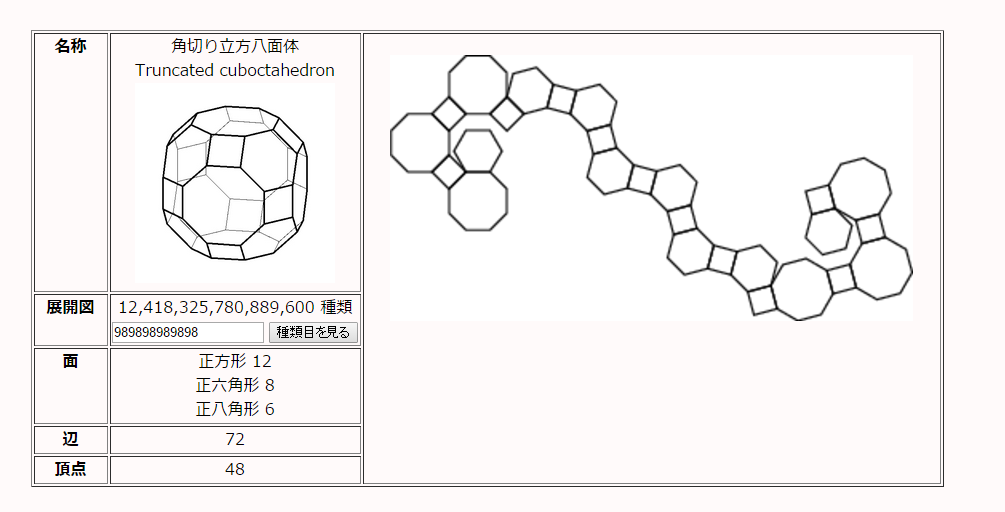 名称
角切り立方八面体
Truncated cuboctahedron
展開図
12,418,325,780,889,600 種類
989898989898
種類目を見る
面
正方形 12
正六角形 8
正八角形 6
辺
72
頂点
48